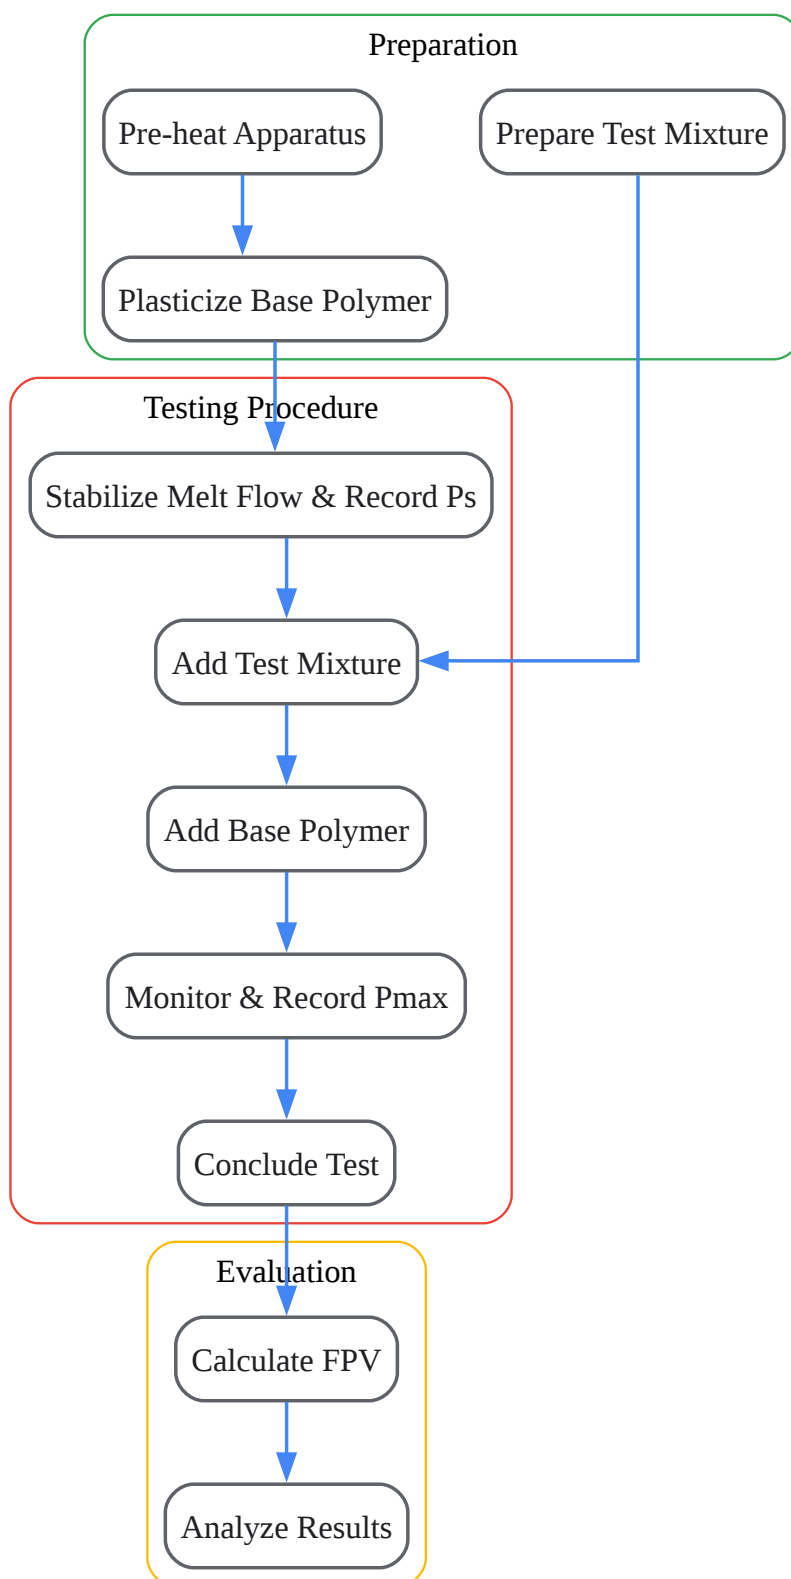 Preparation
Pre-heat Apparatus
Prepare Test Mixture
Plasticize Base Polymer
Testing Procedure
Stabilize Melt Flow & Record Ps
Add Test Mixture
Add Base Polymer
Monitor & Record Pmax
Conclude Test
Evaluation
Calculate FPV
Analyze Results